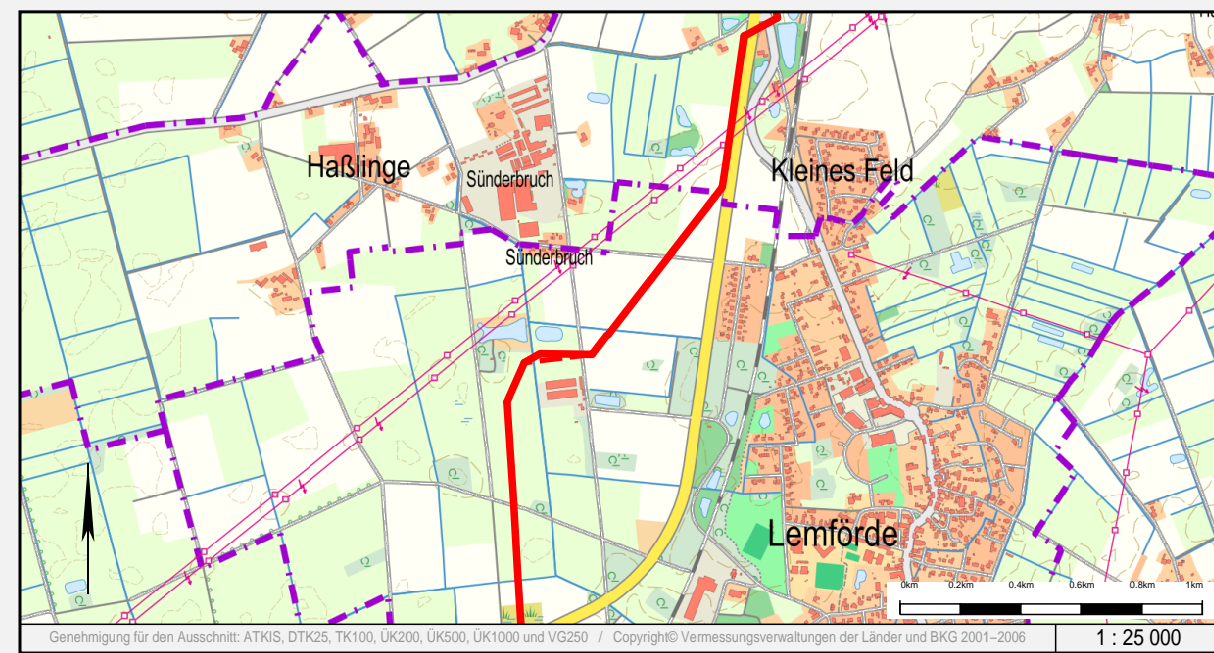 Haßlinge
Sünderbruch
Kleines Feld
Sünderbruch
Lemförde
0km 0.2km 0.4km 0.6km 0.8km 1km
Genehmigung für den Ausschnitt: ATKIS, DTK25, TK100, ÜK200, ÜK500, ÜK1000 und VG250 / Copyright© Vermessungsverwaltungen der Länder und BKG 2001–2006
1 : 25 000